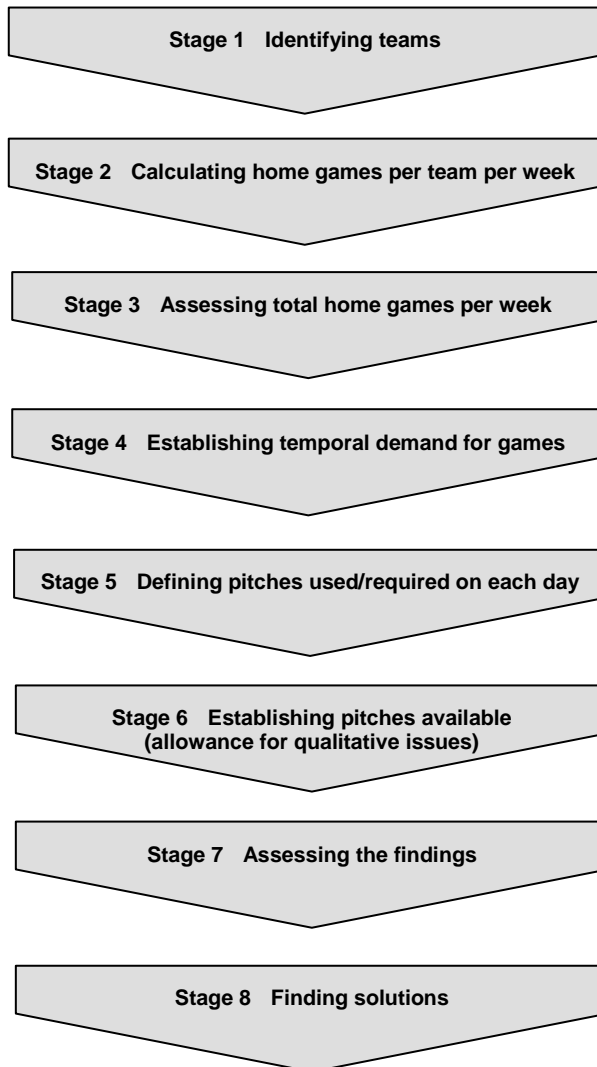 Stage 1 Identifying teams
Stage 2 Calculating home games per team per week
Stage 3 Assessing total home games per week
Stage 4 Establishing temporal demand for games
Stage 5 Defining pitches used/required on each day
Stage 6 Establishing pitches available
(allowance for qualitative issues)
Stage 7 Assessing the findings
Stage 8 Finding solutions